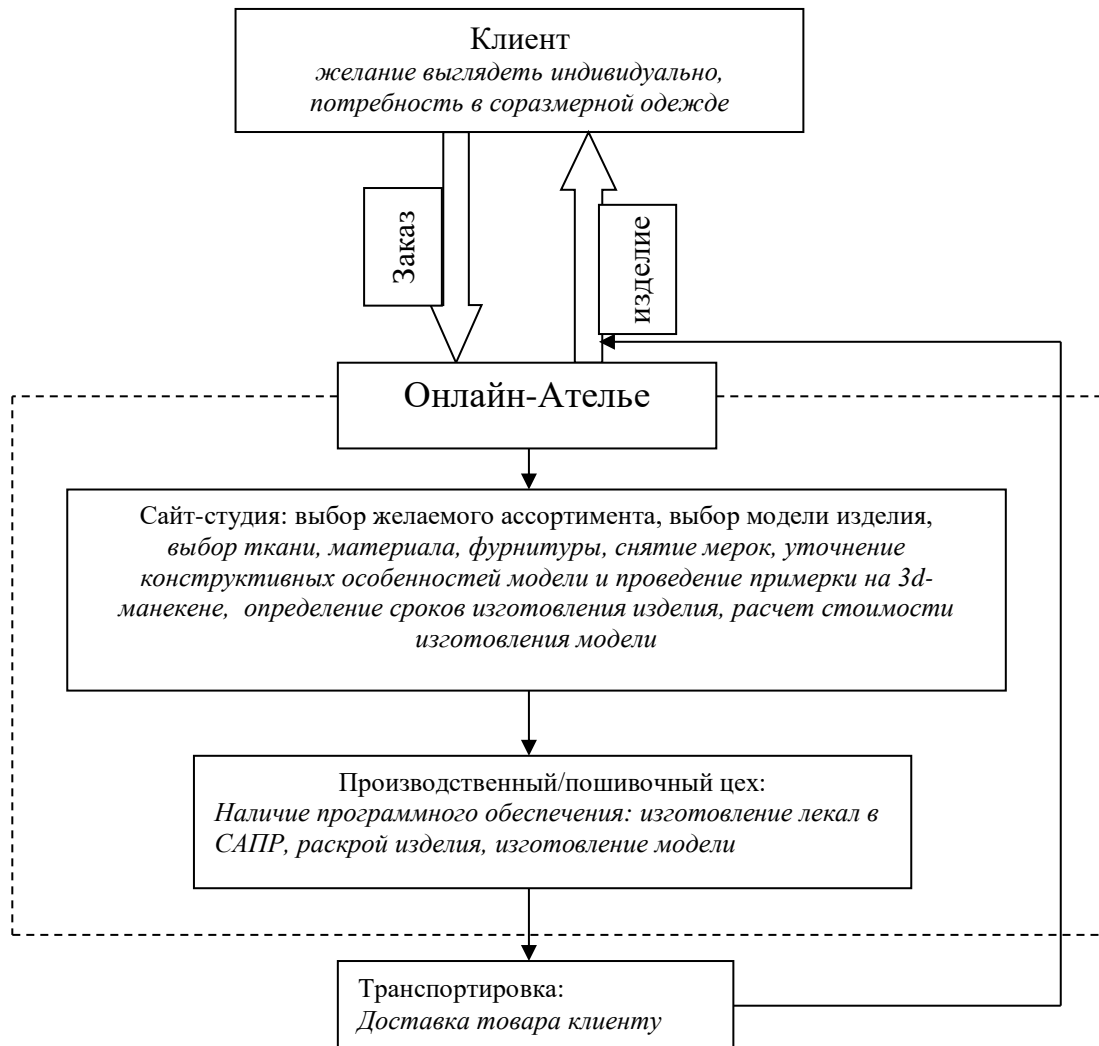 Клиент
желание выглядеть индивидуально,
потребность в соразмерной одежде
Заказ
изделие
Онлайн-Ателье
Сайт-студия: выбор желаемого ассортимента, выбор модели изделия,
выбор ткани, материала, фурнитуры, снятие мерок, уточнение
конструктивных особенностей модели и проведение примерки на 3d-
манекене, определение сроков изготовления изделия, расчет стоимости
изготовления модели
Производственный/пошивочный цех:
Наличие программного обеспечения: изготовление лекал в
САПР, раскрой изделия, изготовление модели
Транспортировка:
Доставка товара клиенту